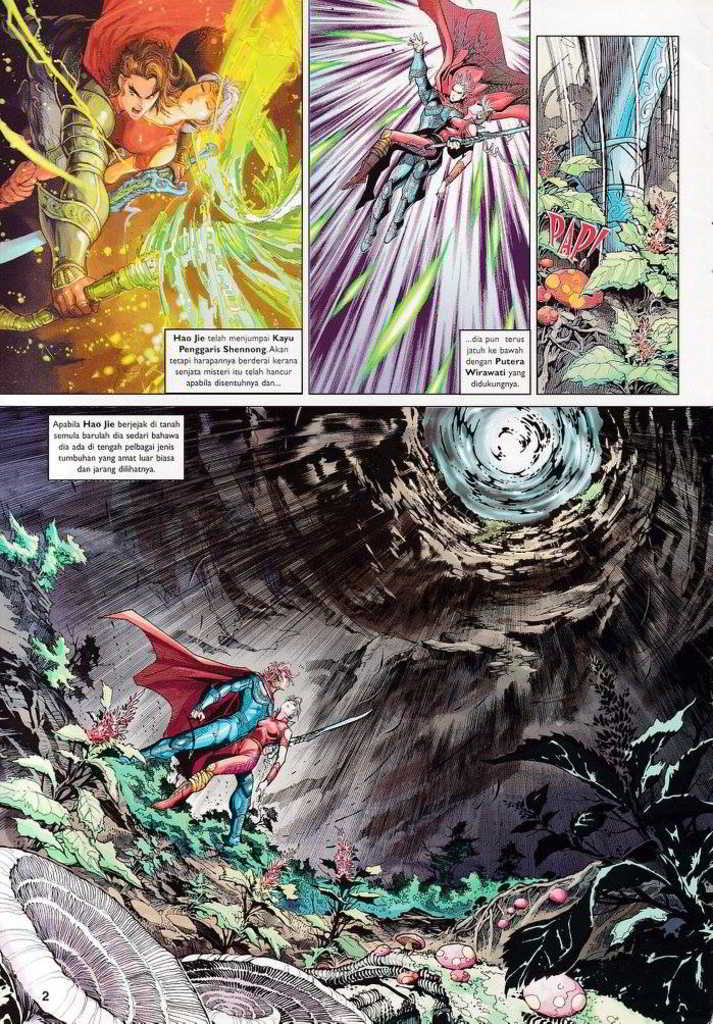 Hao Jie telah menjumpai Kayu
Penggaris Shennong. Akan
tetapi harapannya berderai kerana
senjata misteri itu telah hancur
apabila disentuhnya dan...
...dia pun terus
jatuh ke bawah
dengan Putera
Wirawati yang
didukungnya.
PAP!
Apabila Hao Jie berjejak di tanah
semula barulah dia sedari bahawa
dia ada di tengah pelbagai jenis
tumbuhan yang amat luar biasa
dan jarang dilihatnya.
2